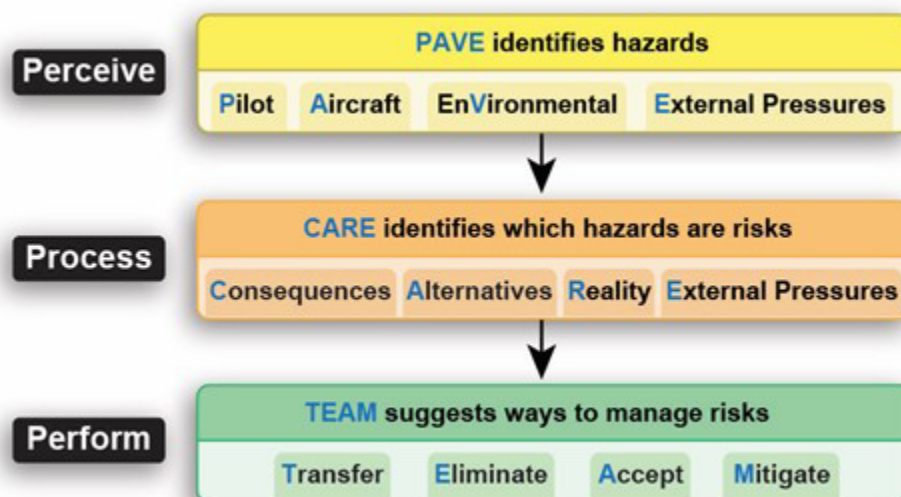 Perceive
PAVE identifies hazards
Pilot Aircraft EnVironmental External Pressures
Process
CARE identifies which hazards are risks
Consequences Alternatives Reality External Pressures
Perform
TEAM suggests ways to manage risks
Transfer Eliminate Accept Mitigate